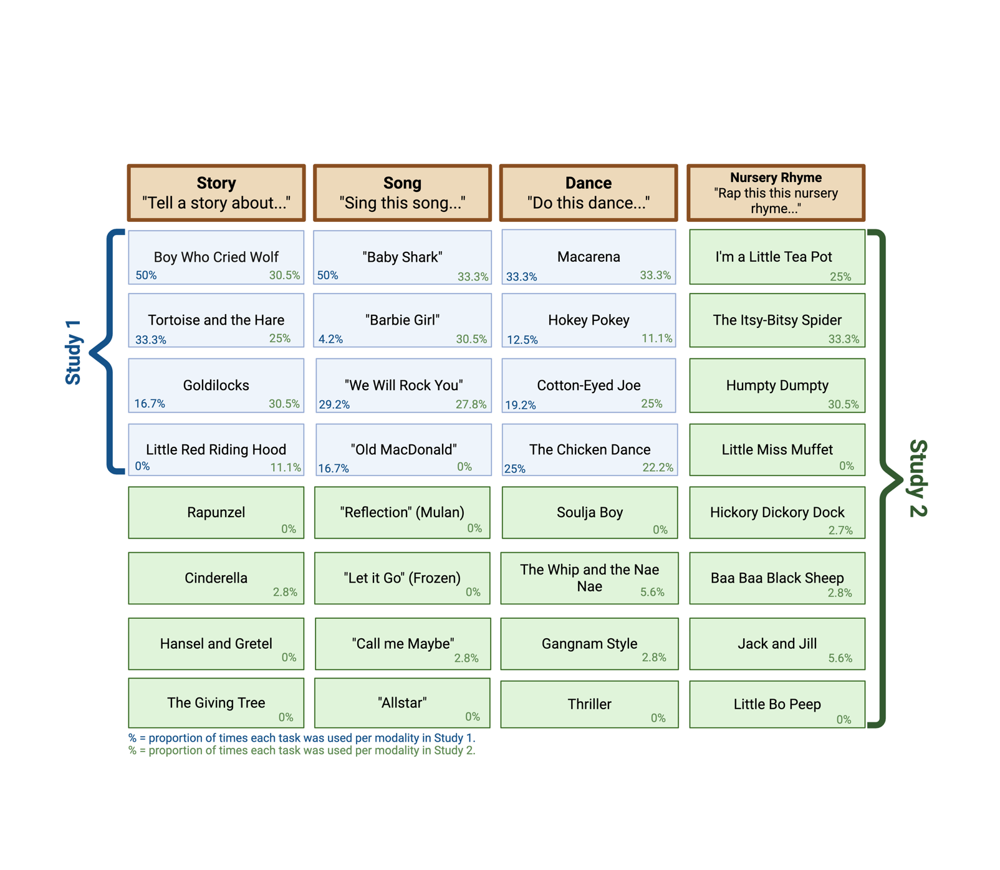 Story
"Tell a story about..."
Song
"Sing this song..."
Dance
"Do this dance..."
Nursery Rhyme
"Rap this this nursery
rhyme..."
Study 1
Boy Who Cried Wolf
50% 30.5%
"Baby Shark"
50% 33.3%
Macarena
33.3% 33.3%
I'm a Little Tea Pot
25%
Tortoise and the Hare
33.3% 25%
"Barbie Girl"
4.2% 30.5%
Hokey Pokey
12.5% 11.1%
The Itsy-Bitsy Spider
33.3%
Goldilocks
16.7% 30.5%
"We Will Rock You"
29.2% 27.8%
Cotton-Eyed Joe
19.2% 25%
Humpty Dumpty
30.5%
Little Red Riding Hood
0% 11.1%
"Old MacDonald"
16.7% 0%
The Chicken Dance
25% 22.2%
Little Miss Muffet
0%
Study 2
Rapunzel
0%
"Reflection" (Mulan)
0%
Soulja Boy
0%
Hickory Dickory Dock
2.7%
Cinderella
2.8%
"Let it Go" (Frozen)
0%
The Whip and the Nae
Nae
5.6%
Baa Baa Black Sheep
2.8%
Hansel and Gretel
0%
"Call me Maybe"
2.8%
Gangnam Style
2.8%
Jack and Jill
5.6%
The Giving Tree
0%
"Allstar"
0%
Thriller
0%
Little Bo Peep
0%
% = proportion of times each task was used per modality in Study 1.
% = proportion of times each task was used per modality in Study 2.